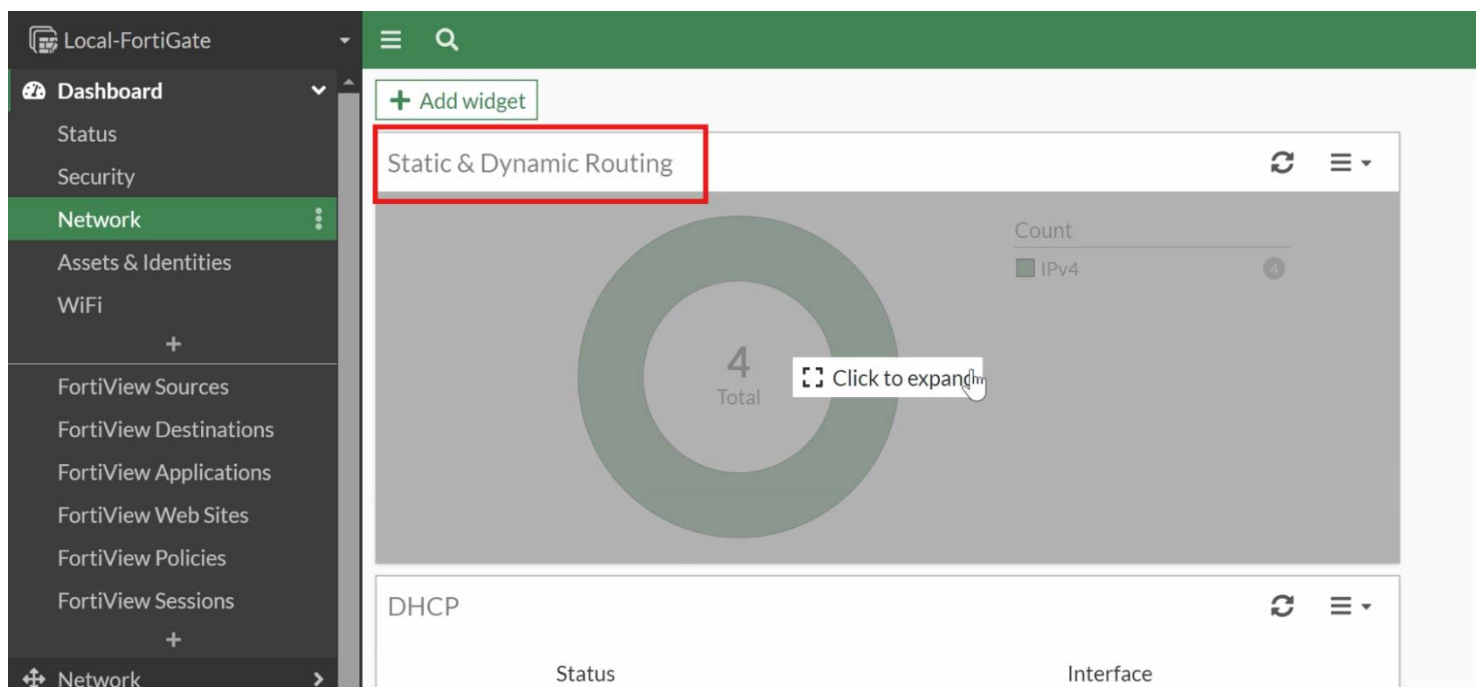 Local-FortiGate
Dashboard
Status
Security
Network
Assets & Identities
WiFi
FortiView Sources
FortiView Destinations
FortiView Applications
FortiView Web Sites
FortiView Policies
FortiView Sessions
Network
+ Add widget
Static & Dynamic Routing
Count
IPv4 4
4
Total
Click to expand
DHCP
Status Interface